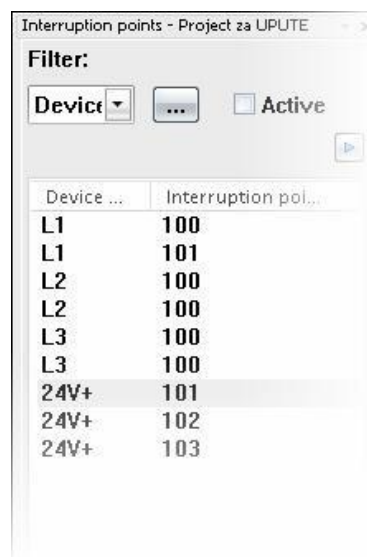 Interruption points - Project za UPUTE
Filter:
Device ... Active
Device ... Interruption poi...
L1 100
L1 101
L2 100
L2 100
L3 100
L3 100
24V+ 101
24V+ 102
24V+ 103